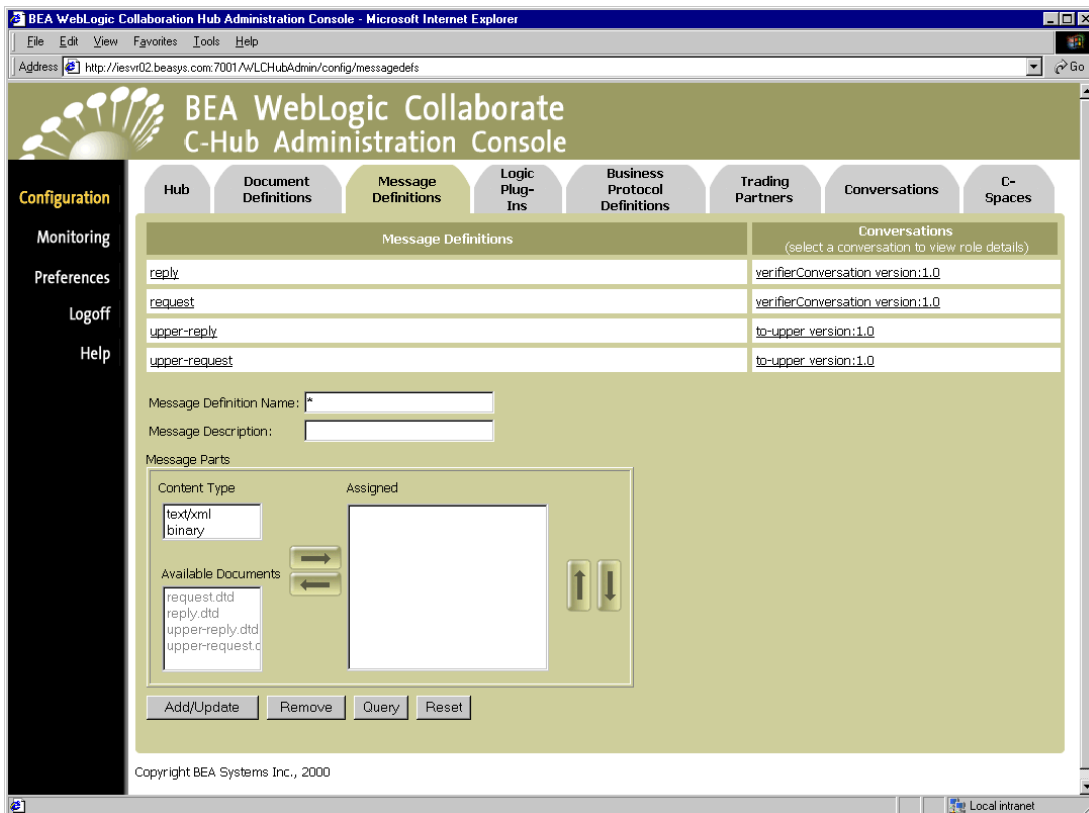 BEA WebLogic Collaboration Hub Administration Console - Microsoft Internet Explorer
File Edit View Favorites Tools Help
Address http://iesvr02.beasys.com:7001/WLCHubAdmin/config/messagedefs Go
BEA WebLogic Collaborate
C-Hub Administration Console
Configuration
Monitoring
Preferences
Logoff
Help
Hub
Document Definitions
Message Definitions
Logic Plug-Ins
Business Protocol Definitions
Trading Partners
Conversations
C-Spaces
Message Definitions
Conversations
(select a conversation to view role details)
reply verifierConversation version:1.0
request verifierConversation version:1.0
upper-reply to-upper version:1.0
upper-request to-upper version:1.0
Message Definition Name: *
Message Description:
Message Parts
Content Type Assigned
text/xml
binary
Available Documents
request.dtd
reply.dtd
upper-reply.dtd
upper-request.d
Add/Update Remove Query Reset
Copyright BEA Systems Inc., 2000
Local intranet